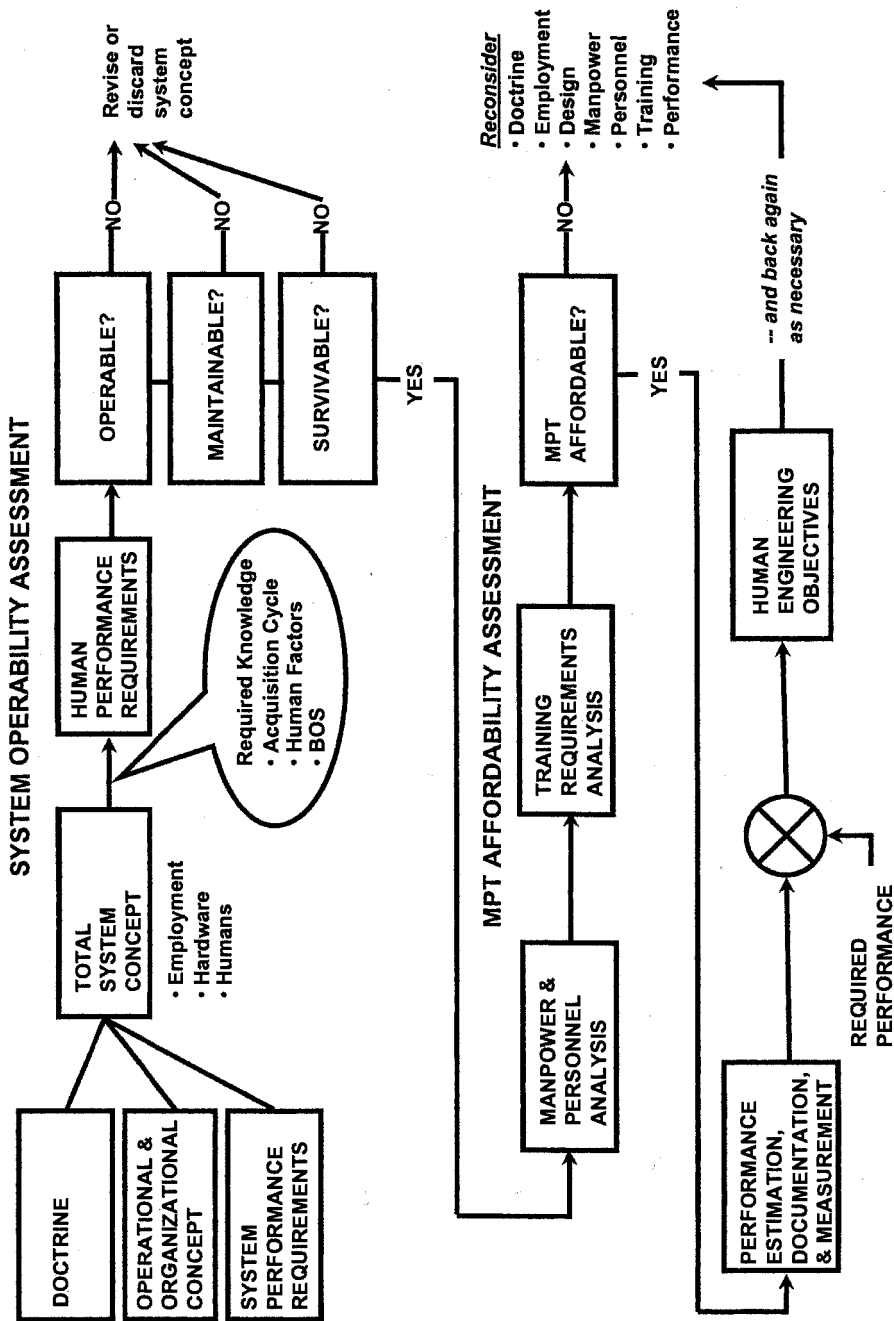 SYSTEM OPERABILITY ASSESSMENT
DOCTRINE
OPERATIONAL &
ORGANIZATIONAL
CONCEPT
SYSTEM
PERFORMANCE
REQUIREMENTS
TOTAL
SYSTEM
CONCEPT
• Employment
• Hardware
• Humans
HUMAN
PERFORMANCE
REQUIREMENTS
Required Knowledge
• Acquisition Cycle
• Human Factors
• BOS
OPERABLE?
MAINTAINABLE?
SURVIVABLE?
NO
NO
NO
Revise or
discard
system
concept
YES
MPT AFFORDABILITY ASSESSMENT
MANPOWER &
PERSONNEL
ANALYSIS
TRAINING
REQUIREMENTS
ANALYSIS
MPT
AFFORDABLE?
NO
Reconsider
• Doctrine
• Employment
• Design
• Manpower
• Personnel
• Training
• Performance
YES
PERFORMANCE
ESTIMATION,
DOCUMENTATION,
& MEASUREMENT
REQUIRED
PERFORMANCE
HUMAN
ENGINEERING
OBJECTIVES
-- and back again
as necessary